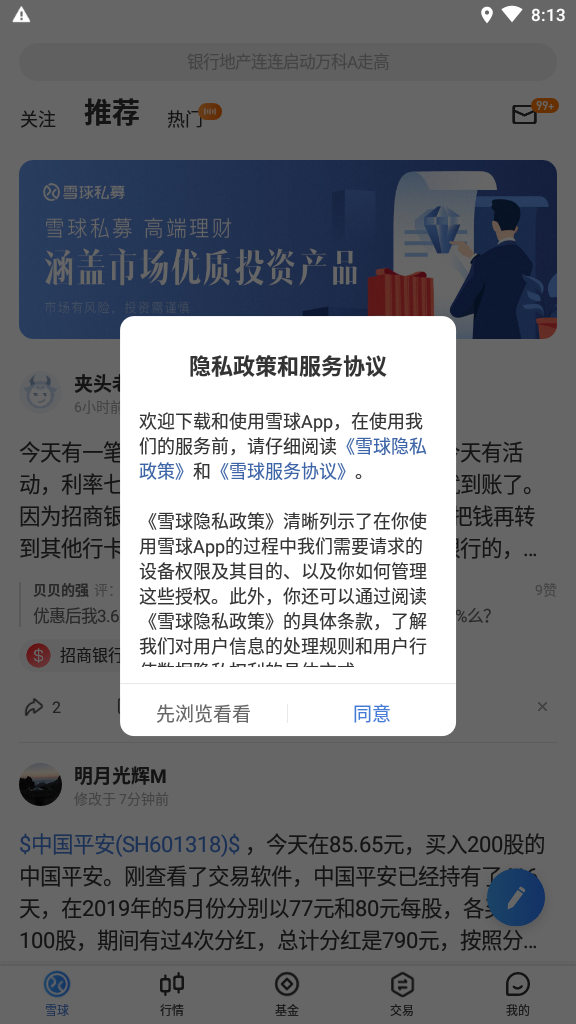 8:13
银行地产连连启动万科A走高
关注
推荐
热门
99+
雪球私募
雪球私募 高端理财
涵盖市场优质投资产品
市场有风险，投资需谨慎
隐私政策和服务协议
欢迎下载和使用雪球App，在使用我
们的服务前，请仔细阅读《雪球隐私
政策》和《雪球服务协议》。
《雪球隐私政策》清晰列示了在你使
用雪球App的过程中我们需要请求的
设备权限及其目的、以及你如何管理
这些授权。此外，你还可以通过阅读
《雪球隐私政策》的具体条款，了解
我们对用户信息的处理规则和用户行
先浏览看看
同意
夹头老
6小时前
今天有一笔
天有活
动，利率七
就到账了。
因为招商银
把钱再转
到其他行卡
银行的，...
贝贝的强 评：
9赞
优惠后我3.6
%么？
招商银行
2
明月光辉M
修改于 7分钟前
$中国平安(SH601318)$ ，今天在85.65元，买入200股的
中国平安。刚查看了交易软件，中国平安已经持有了
天，在2019年的5月份分别以77元和80元每股，各
100股，期间有过4次分红，总计分红是790元，按照分...
雪球
行情
基金
交易
我的